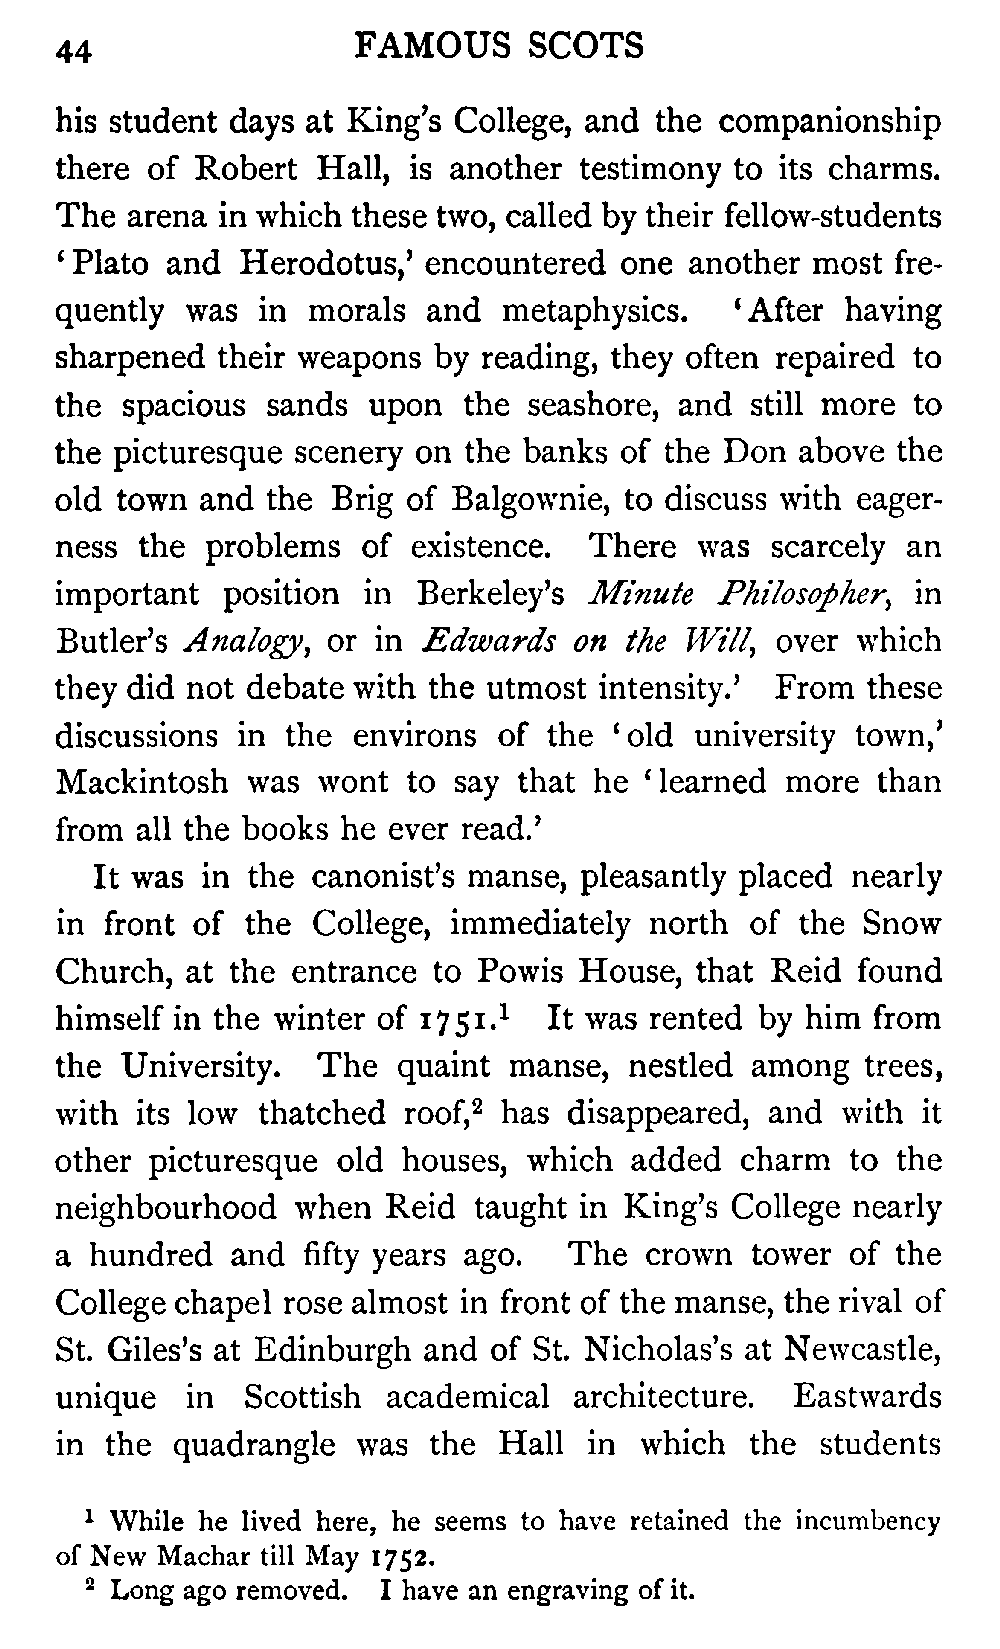 44 FAMOUS SCOTS
his student days at King's College, and the companionship
there of Robert Hall, is another testimony to its charms.
The arena in which these two, called by their fellow-students
‘Plato and Herodotus,’ encountered one another most fre-
quently was in morals and metaphysics. ‘After having
sharpened their weapons by reading, they often repaired to
the spacious sands upon the seashore, and still more to
the picturesque scenery on the banks of the Don above the
old town and the Brig of Balgownie, to discuss with eager-
ness the problems of existence. There was scarcely an
important position in Berkeley's Minute Philosopher, in
Butler's Analogy, or in Edwards on the Will, over which
they did not debate with the utmost intensity.’ From these
discussions in the environs of the ‘old university town,’
Mackintosh was wont to say that he ‘learned more than
from all the books he ever read.’
It was in the canonist's manse, pleasantly placed nearly
in front of the College, immediately north of the Snow
Church, at the entrance to Powis House, that Reid found
himself in the winter of 1751.¹ It was rented by him from
the University. The quaint manse, nestled among trees,
with its low thatched roof,² has disappeared, and with it
other picturesque old houses, which added charm to the
neighbourhood when Reid taught in King's College nearly
a hundred and fifty years ago. The crown tower of the
College chapel rose almost in front of the manse, the rival of
St. Giles's at Edinburgh and of St. Nicholas's at Newcastle,
unique in Scottish academical architecture. Eastwards
in the quadrangle was the Hall in which the students
¹ While he lived here, he seems to have retained the incumbency
of New Machar till May 1752.
² Long ago removed. I have an engraving of it.